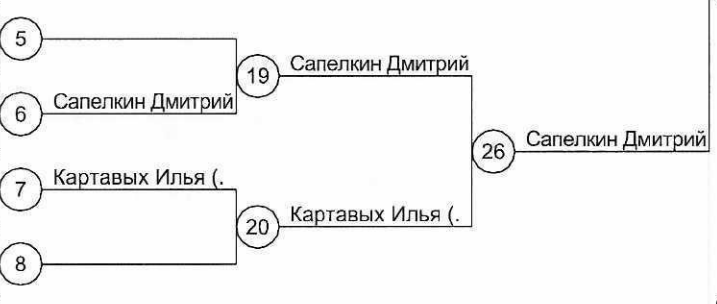 5
19 Сапелкин Дмитрий
6 Сапелкин Дмитрий
26 Сапелкин Дмитрий
7 Картавых Илья (.
20 Картавых Илья (.
8